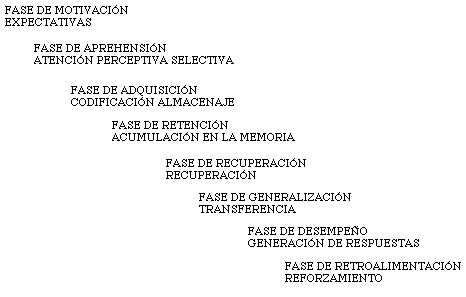 FASE DE MOTIVACIÓN
EXPECTATIVAS
FASE DE APREHENSIÓN
ATENCIÓN PERCEPTIVA SELECTIVA
FASE DE ADQUISICIÓN
CODIFICACIÓN ALMACENAJE
FASE DE RETENCIÓN
ACUMULACIÓN EN LA MEMORIA
FASE DE RECUPERACIÓN
RECUPERACIÓN
FASE DE GENERALIZACIÓN
TRANSFERENCIA
FASE DE DESEMPEÑO
GENERACIÓN DE RESPUESTAS
FASE DE RETROALIMENTACIÓN
REFORZAMIENTO